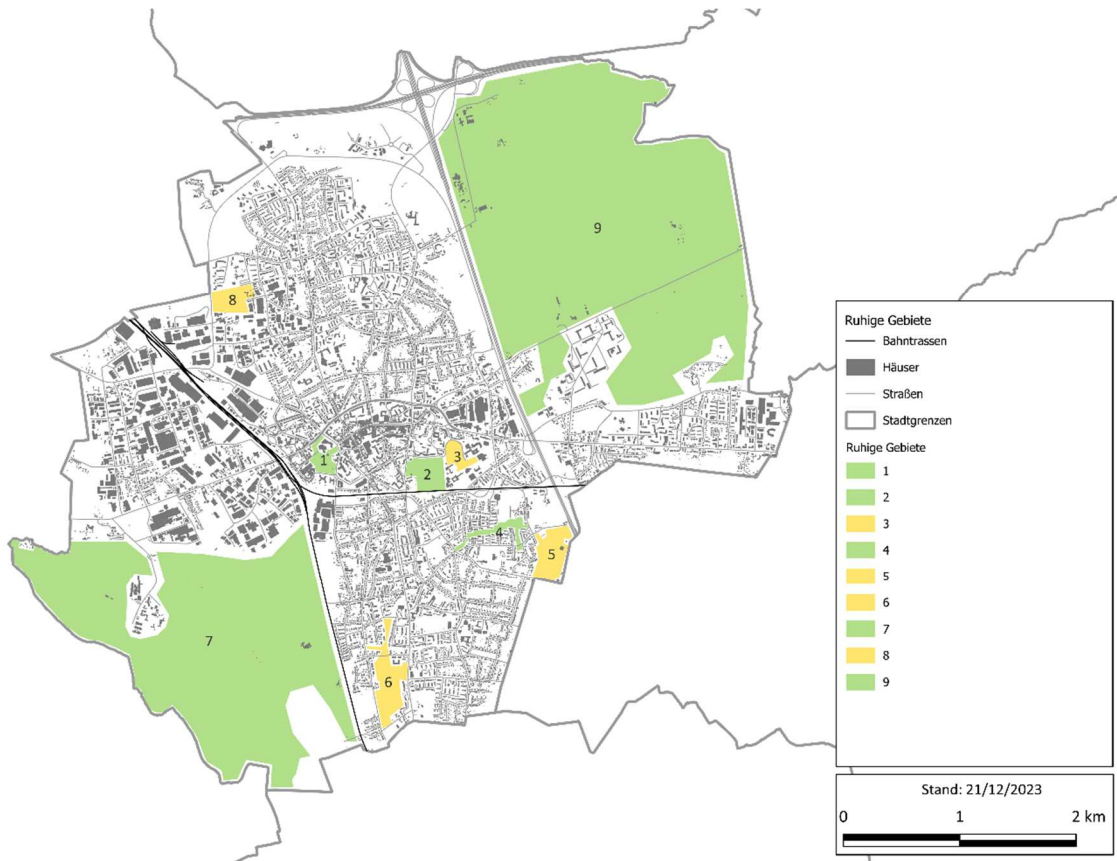 9
8
1
2
3
4
5
7
6
Ruhige Gebiete
Bahntrassen
Häuser
Straßen
Stadtgrenzen
Ruhige Gebiete
1
2
3
4
5
6
7
8
9
Stand: 21/12/2023
0 1 2 km